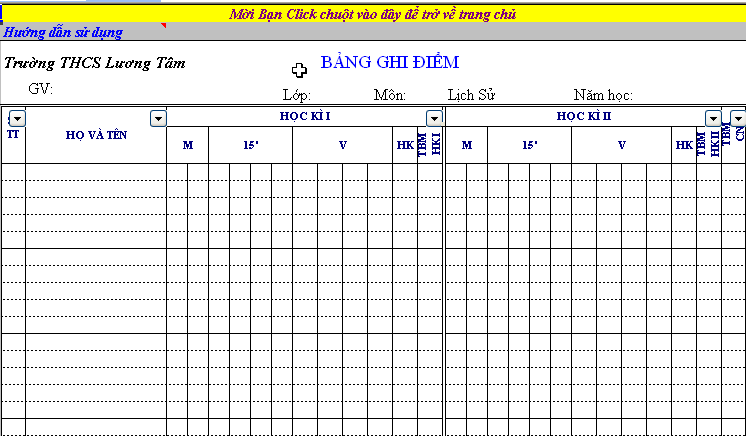 Mời Bạn Click chuột vào đây để trở về trang chủ
Hướng dẫn sử dụng
Trường THCS Lương Tâm
BẢNG GHI ĐIỂM
GV:
Lớp: Môn: Lịch Sử Năm học:
TT HỌ VÀ TÊN HỌC KÌ I HỌC KÌ II
M 15' V HK TBM HKI M 15' V HK TBM HKII TBM CN